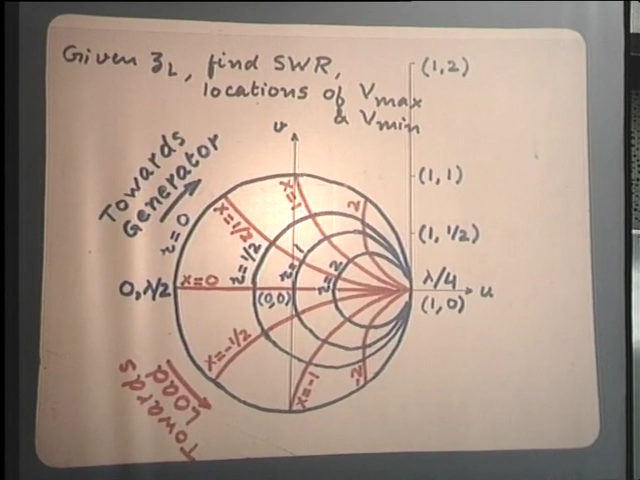 Given 3L, find SWR,
locations of Vmax
& Vmin
(1,2)
v
Towards
Generator
(1,1)
x=1
2
x=1/2
r=0
(1,1/2)
r=1/2
r=1
r=2
0,λ/2
x=0
(0,0)
λ/4
u
(1,0)
x=-1/2
x=-1
-2
Towards
LOAD